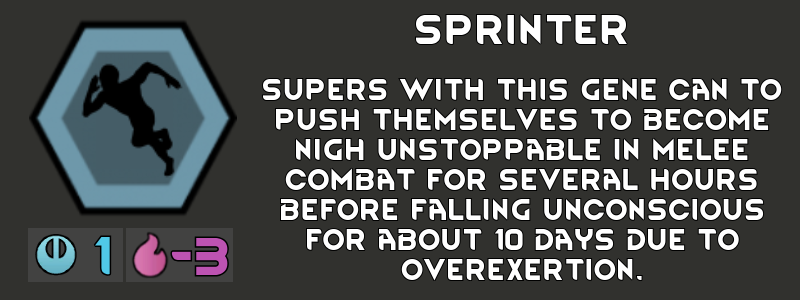 SPRINTER
SUPERS WITH THIS GENE CAN TO
PUSH THEMSELVES TO BECOME
NIGH UNSTOPPABLE IN MELEE
COMBAT FOR SEVERAL HOURS
BEFORE FALLING UNCONSCIOUS
FOR ABOUT 10 DAYS DUE TO
OVEREXERTION.
1 -3